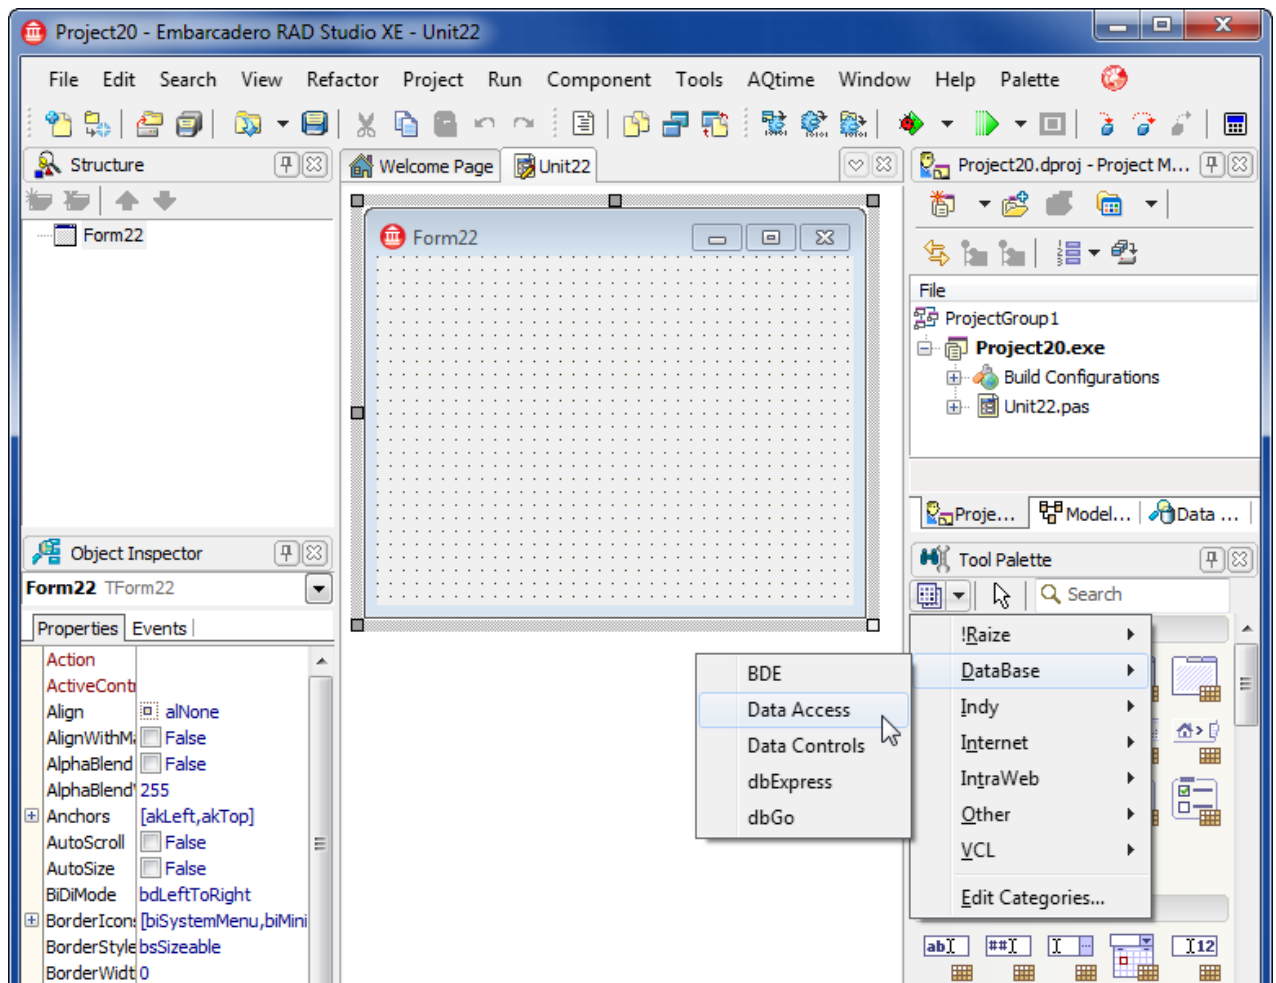 Project20 - Embarcadero RAD Studio XE - Unit22
File Edit Search View Refactor Project Run Component Tools AQtime Window Help Palette
Structure
Form22
Welcome Page
Unit22
Form22
Project20.dproj - Project M...
File
ProjectGroup1
Project20.exe
Build Configurations
Unit22.pas
Proje...
Model...
Data ...
Object Inspector
Form22 TForm22
Properties Events
Action
ActiveContr
Align alNone
AlignWithMa False
AlphaBlend False
AlphaBlendV 255
Anchors [akLeft,akTop]
AutoScroll False
AutoSize False
BiDiMode bdLeftToRight
BorderIcons [biSystemMenu,biMini
BorderStyle bsSizeable
BorderWidt 0
Tool Palette
Search
!Raize
DataBase
Indy
Internet
IntraWeb
Other
VCL
Edit Categories...
BDE
Data Access
Data Controls
dbExpress
dbGo